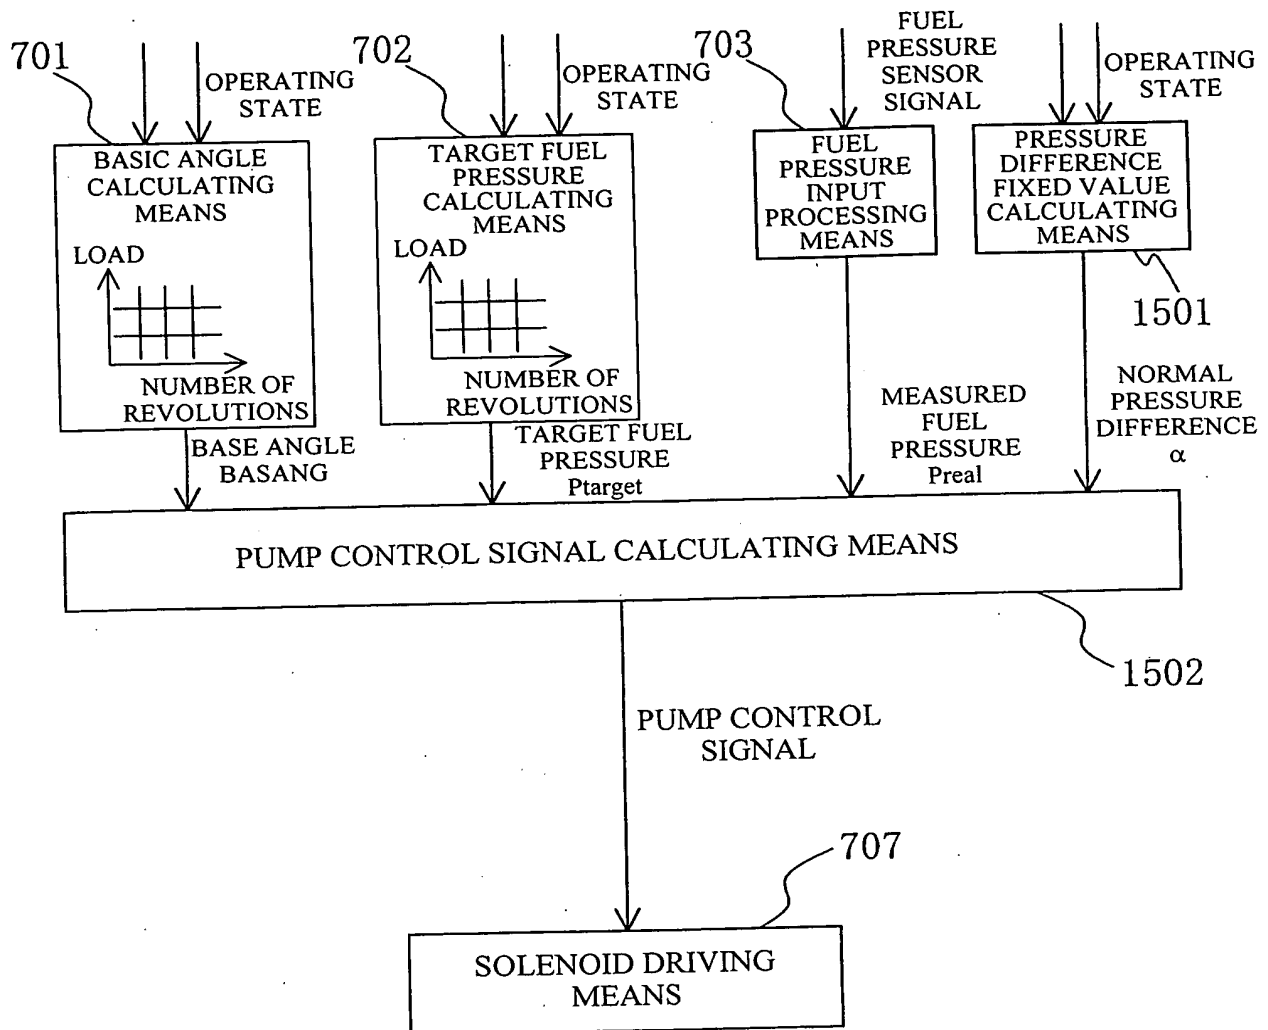 701
OPERATING
STATE
BASIC ANGLE
CALCULATING
MEANS
LOAD
NUMBER OF
REVOLUTIONS
BASE ANGLE
BASANG
702
OPERATING
STATE
TARGET FUEL
PRESSURE
CALCULATING
MEANS
LOAD
NUMBER OF
REVOLUTIONS
TARGET FUEL
PRESSURE
Ptarget
703
FUEL
PRESSURE
SENSOR
SIGNAL
FUEL
PRESSURE
INPUT
PROCESSING
MEANS
MEASURED
FUEL
PRESSURE
Preal
OPERATING
STATE
PRESSURE
DIFFERENCE
FIXED VALUE
CALCULATING
MEANS
1501
NORMAL
PRESSURE
DIFFERENCE
α
PUMP CONTROL SIGNAL CALCULATING MEANS
1502
PUMP CONTROL
SIGNAL
707
SOLENOID DRIVING
MEANS